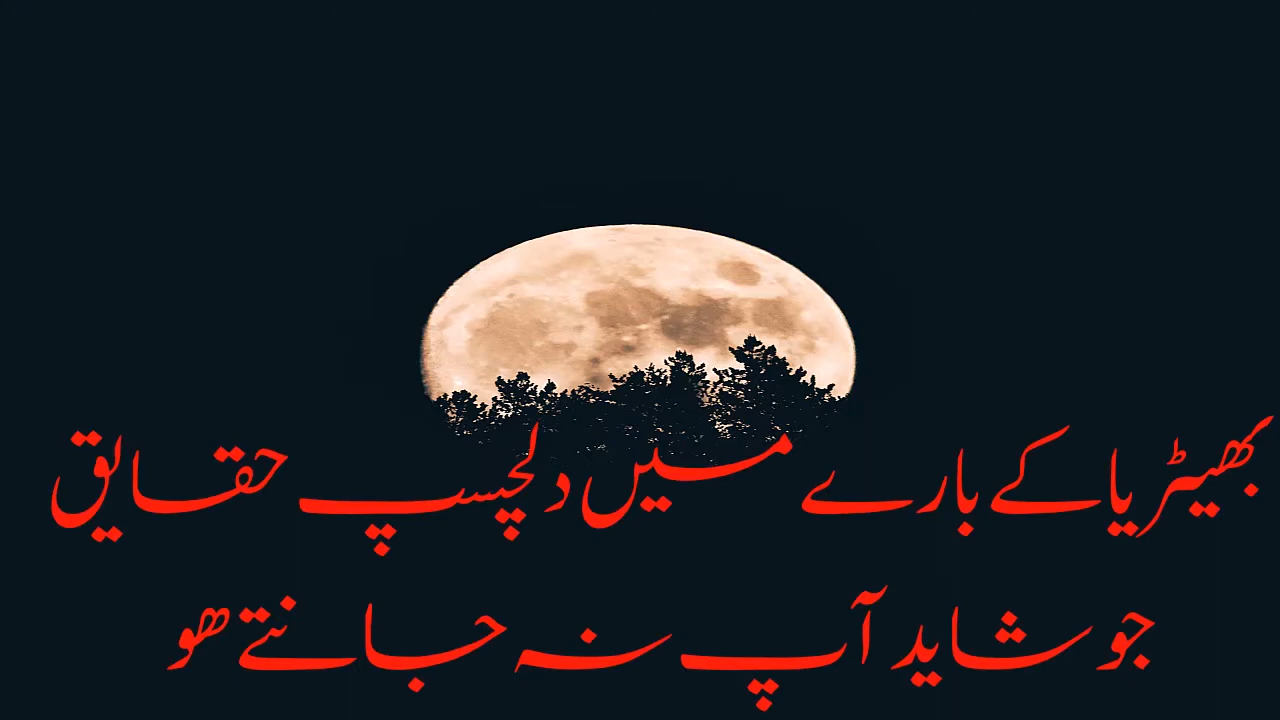 بھیڑیا کے بارے میں دلچسپ حقایق
جو شاید آپ نہ جانتے ھو